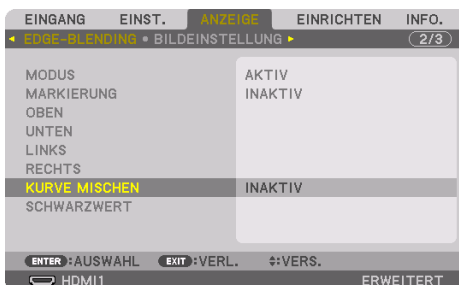 EINGANG EINST. ANZEIGE EINRICHTEN INFO.
EDGE-BLENDING • BILDEINSTELLUNG 2/3
MODUS AKTIV
MARKIERUNG INAKTIV
OBEN
UNTEN
LINKS
RECHTS
KURVE MISCHEN INAKTIV
SCHWARZWERT
ENTER :AUSWAHL EXIT :VERL. :VERS.
HDMI1 ERWEITERT